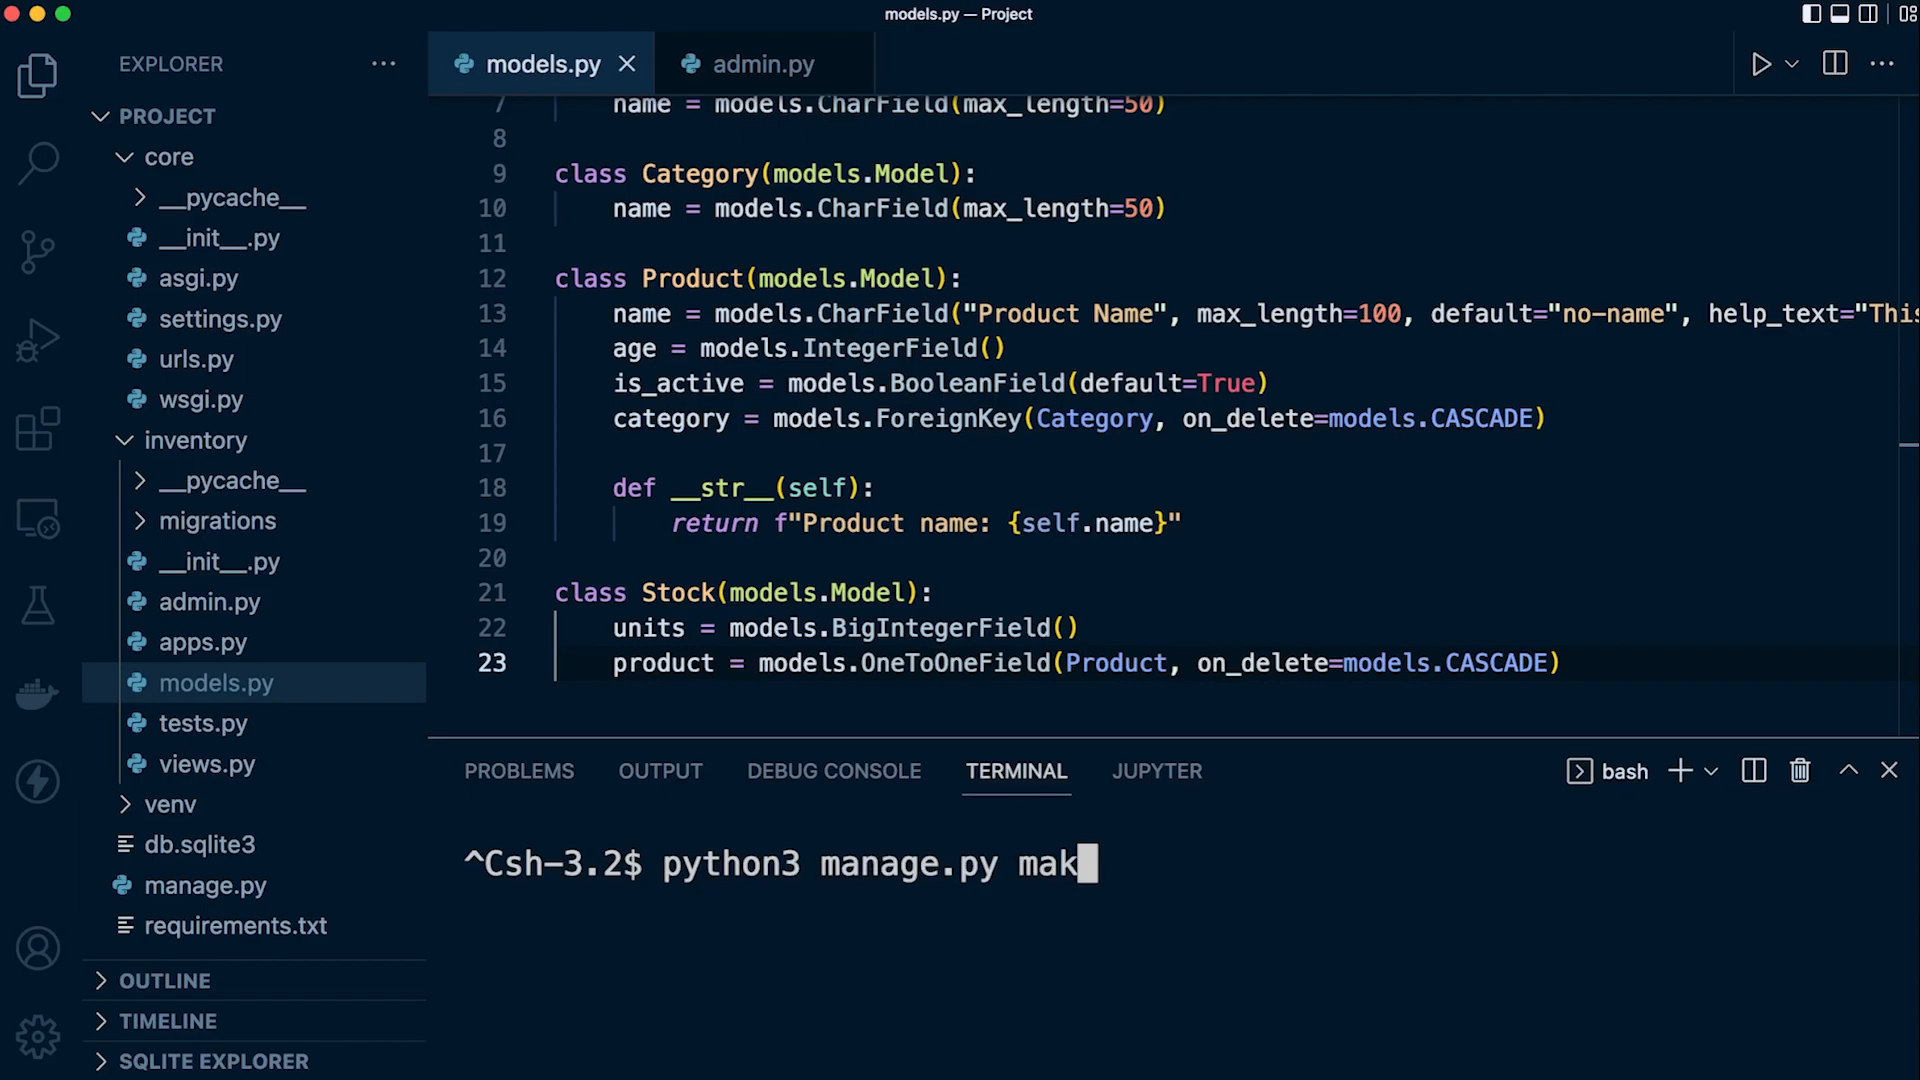 models.py — Project
EXPLORER
PROJECT
core
__pycache__
__init__.py
asgi.py
settings.py
urls.py
wsgi.py
inventory
__pycache__
migrations
__init__.py
admin.py
apps.py
models.py
tests.py
views.py
venv
db.sqlite3
manage.py
requirements.txt
OUTLINE
TIMELINE
SQLITE EXPLORER
models.py
admin.py
7 name = models.CharField(max_length=50)
8
9 class Category(models.Model):
10 name = models.CharField(max_length=50)
11
12 class Product(models.Model):
13 name = models.CharField("Product Name", max_length=100, default="no-name", help_text="This
14 age = models.IntegerField()
15 is_active = models.BooleanField(default=True)
16 category = models.ForeignKey(Category, on_delete=models.CASCADE)
17
18 def __str__(self):
19 return f"Product name: {self.name}"
20
21 class Stock(models.Model):
22 units = models.BigIntegerField()
23 product = models.OneToOneField(Product, on_delete=models.CASCADE)
PROBLEMS OUTPUT DEBUG CONSOLE TERMINAL JUPYTER bash
^Csh-3.2$ python3 manage.py mak